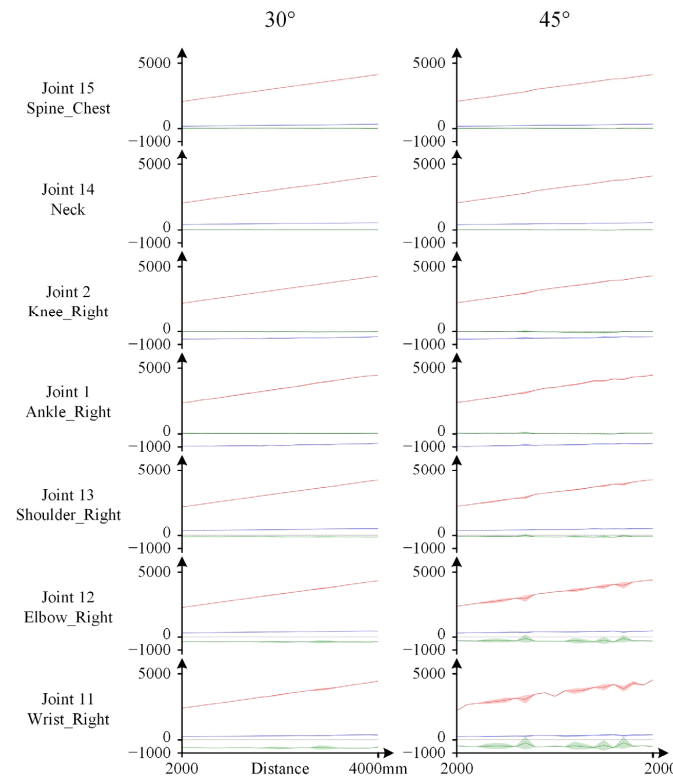 30° 45°
5000 5000
Joint 15
Spine_Chest
0 0
−1000 −1000
5000 5000
Joint 14
Neck
0 0
−1000 −1000
5000 5000
Joint 2
Knee_Right
0 0
−1000 −1000
5000 5000
Joint 1
Ankle_Right
0 0
−1000 −1000
5000 5000
Joint 13
Shoulder_Right
0 0
−1000 −1000
5000 5000
Joint 12
Elbow_Right
0 0
−1000 −1000
5000 5000
Joint 11
Wrist_Right
0 0
−1000 −1000
2000 Distance 4000mm 2000 2000